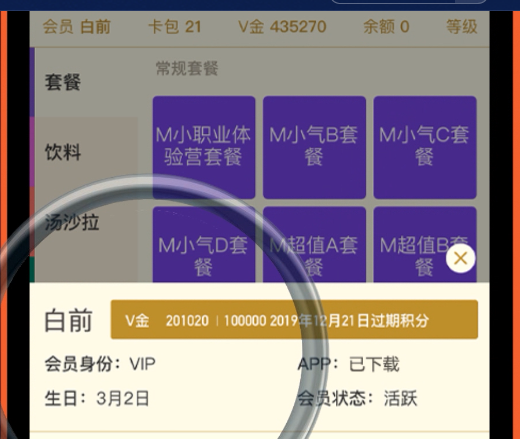 会员 白前 卡包 21 V金 435270 余额 0 等级
套餐
常规套餐
M小职业体 M小气B套 M小气C套
验营套餐 餐 餐
饮料
汤沙拉
M小气D套 M超值A套 M超值B套
餐 餐 餐
白前 V金 201020 | 100000 2019年12月21日过期积分
会员身份：VIP APP：已下载
生日：3月2日 会员状态：活跃